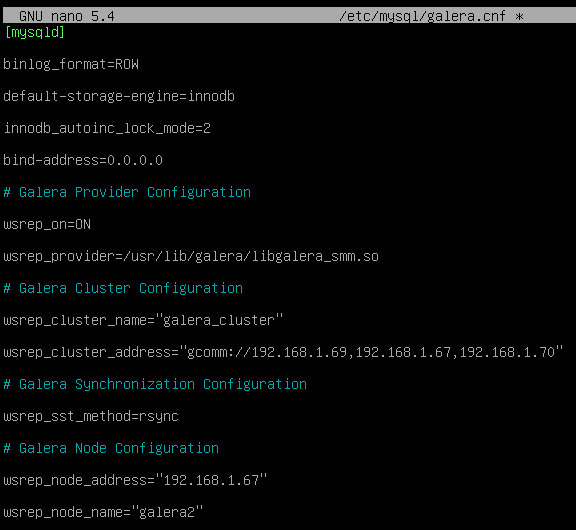 GNU nano 5.4 /etc/mysql/galera.cnf *
[mysqld]
binlog_format=ROW
default-storage-engine=innodb
innodb_autoinc_lock_mode=2
bind-address=0.0.0.0
# Galera Provider Configuration
wsrep_on=ON
wsrep_provider=/usr/lib/galera/libgalera_smm.so
# Galera Cluster Configuration
wsrep_cluster_name="galera_cluster"
wsrep_cluster_address="gcomm://192.168.1.69,192.168.1.67,192.168.1.70"
# Galera Synchronization Configuration
wsrep_sst_method=rsync
# Galera Node Configuration
wsrep_node_address="192.168.1.67"
wsrep_node_name="galera2"